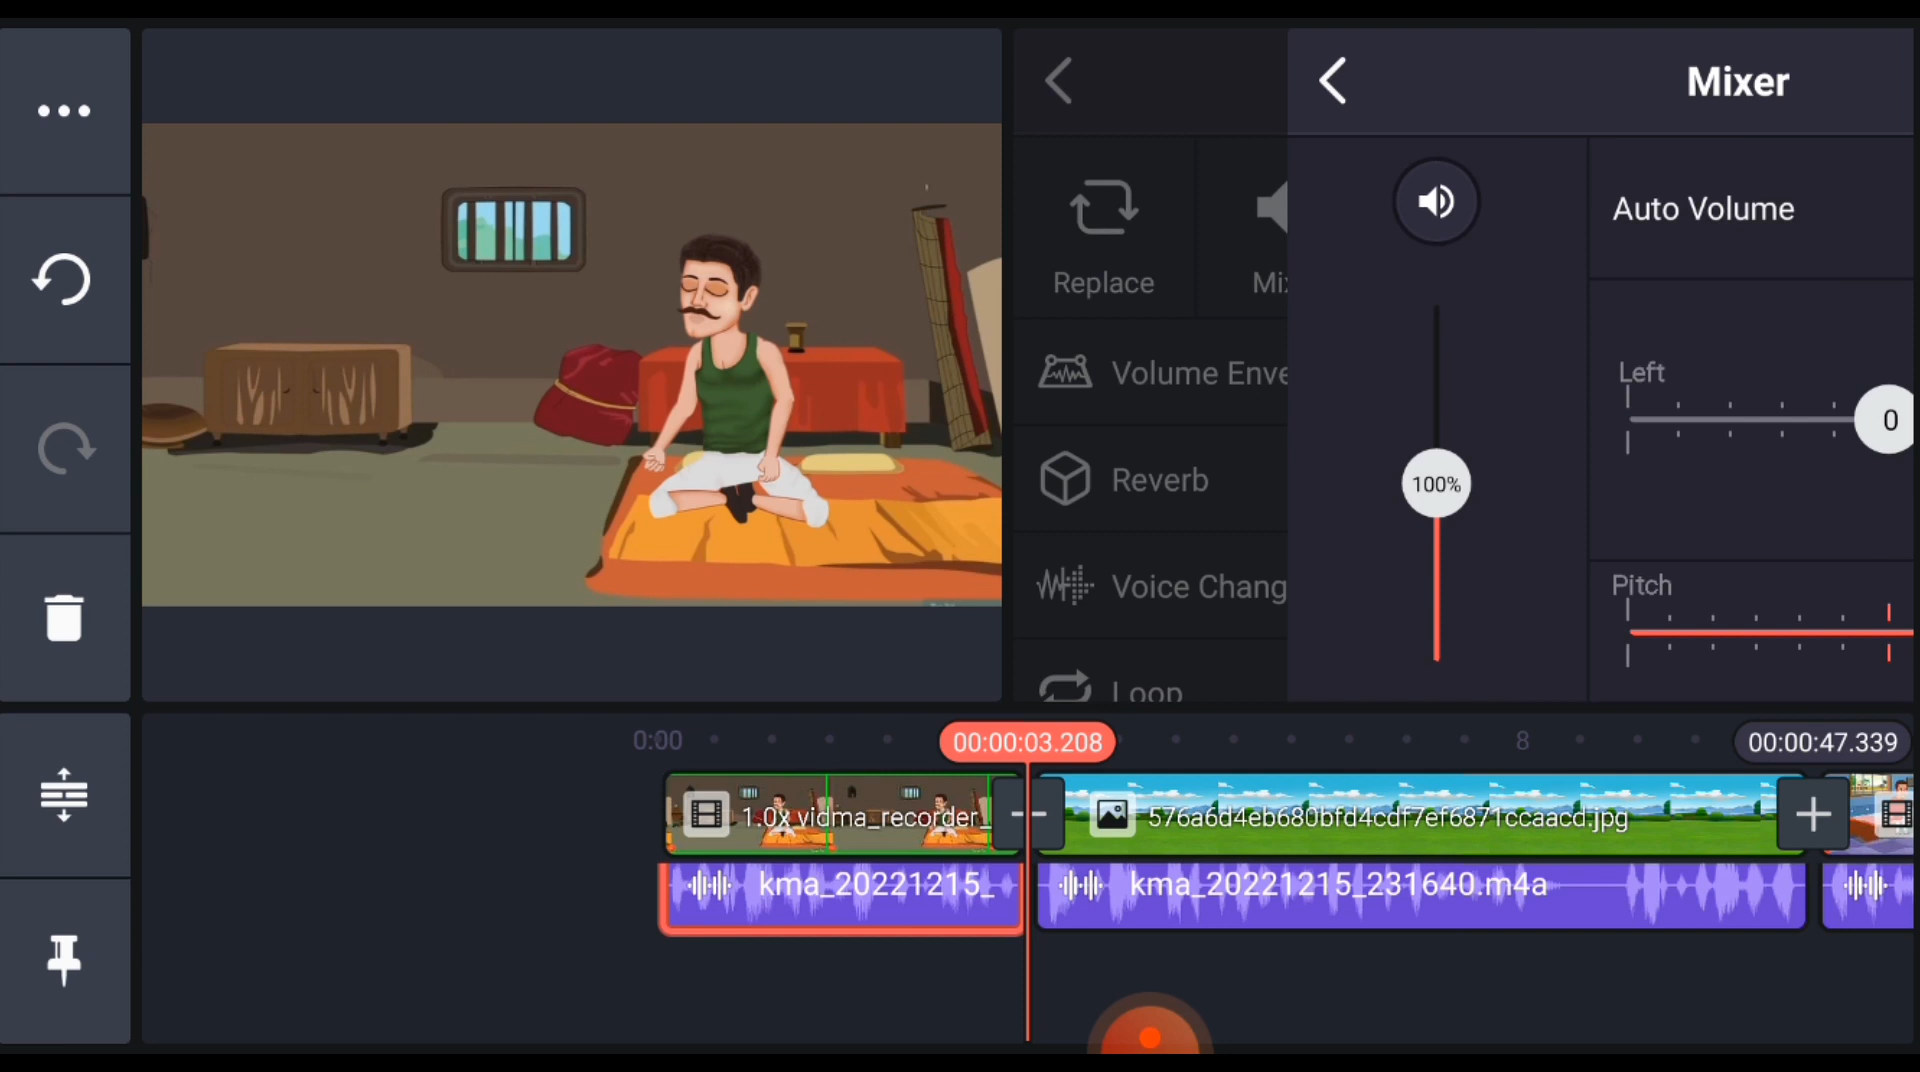 Mixer
Auto Volume
Replace
Mi
Volume Enve
Left
0
Reverb
100%
Voice Chang
Pitch
Loop
0:00
00:00:03.208
8
00:00:47.339
1.0x vidma_recorder_
576a6d4eb680bfd4cdf7ef6871ccaacd.jpg
kma_20221215_
kma_20221215_231640.m4a